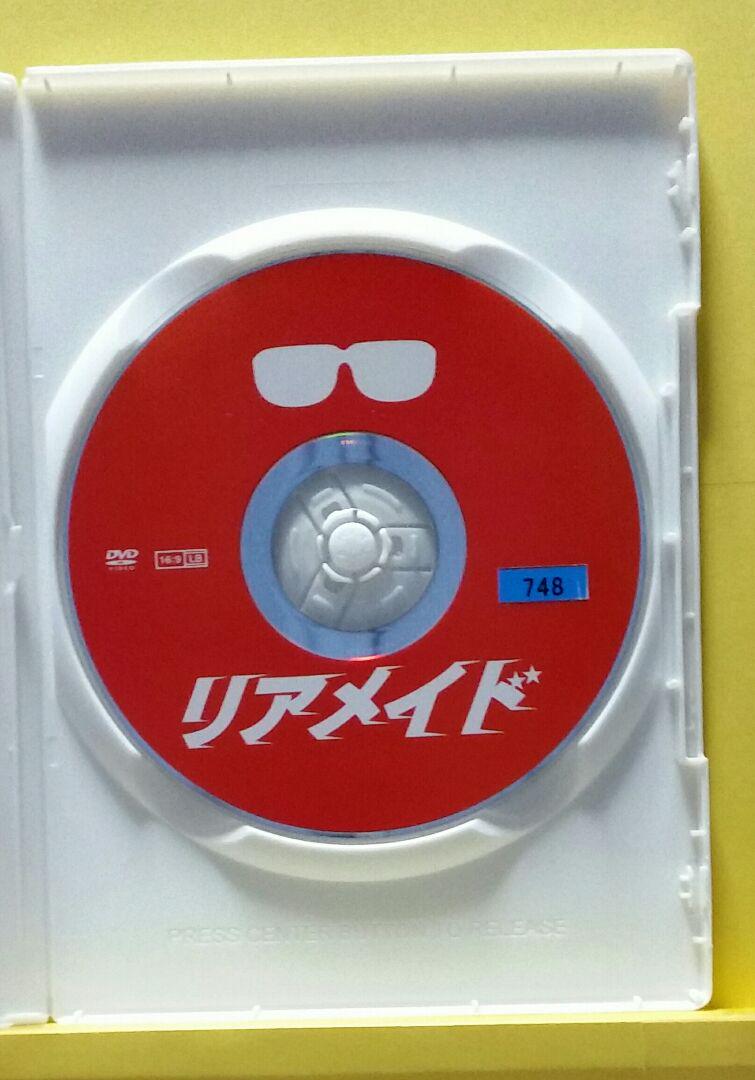 DVD
VIDEO
16:9 LB
748
リアメイド
PRESS CENTER BUTTON TO RELEASE